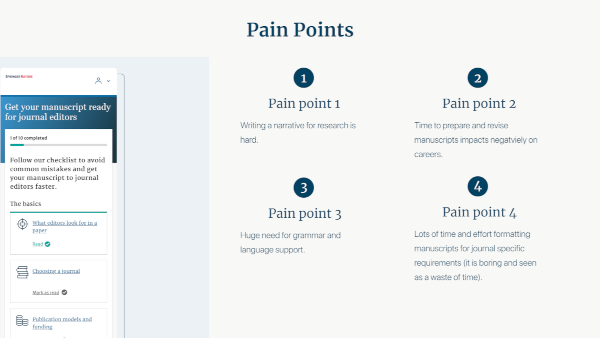 Pain Points
SPRINGER NATURE
Get your manuscript ready
for journal editors
1 of 10 completed
Follow our checklist to avoid
common mistakes and get
your manuscript to journal
editors faster.
The basics
What editors look for in a
paper
Read
Choosing a journal
Mark as read
Publication models and
funding
1
Pain point 1
Writing a narrative for research is
hard.
2
Pain point 2
Time to prepare and revise
manuscripts impacts negatviely on
careers.
3
Pain point 3
Huge need for grammar and
language support.
4
Pain point 4
Lots of time and effort formatting
manuscripts for journal specific
requirements (it is boring and seen
as a waste of time).